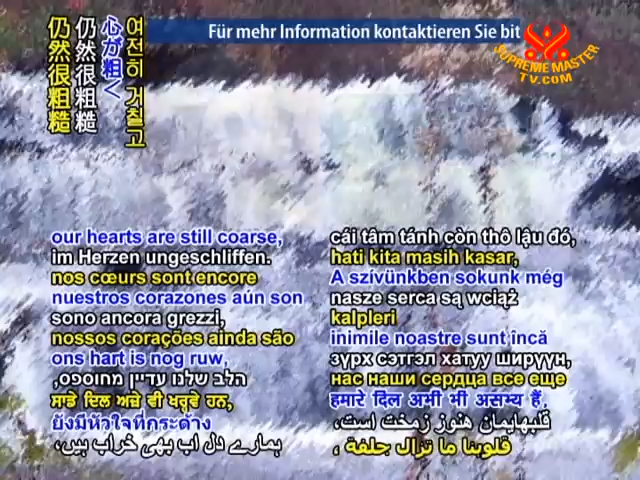 Für mehr Information kontaktieren Sie bit
SUPREME MASTER
TV.COM
여전히 거칠고
心が粗く
仍然很粗糙
仍然很粗糙
our hearts are still coarse,
im Herzen ungeschliffen.
nos cœurs sont encore
nuestros corazones aún son
sono ancora grezzi,
nossos corações ainda são
ons hart is nog ruw,
הלב שלנו עדיין מחוספס,
ਸਾਡੇ ਦਿਲ ਅਜੇ ਵੀ ਖਰ੍ਹਵੇ ਹਨ,
ยังมีหัวใจที่กระด้าง
ہمارے دل اب بھی خراب ہیں،
cái tâm tánh còn thô lậu đó,
hati kita masih kasar,
A szívünkben sokunk még
nasze serca są wciąż
kalpleri
inimile noastre sunt încă
зүрх сэтгэл хатуу ширүүн,
нас наши сердца все еще
हमारे दिल अभी भी असभ्य हैं,
قلبهایمان هنوز زمخت است،
قلوبنا ما تزال جلفة ،